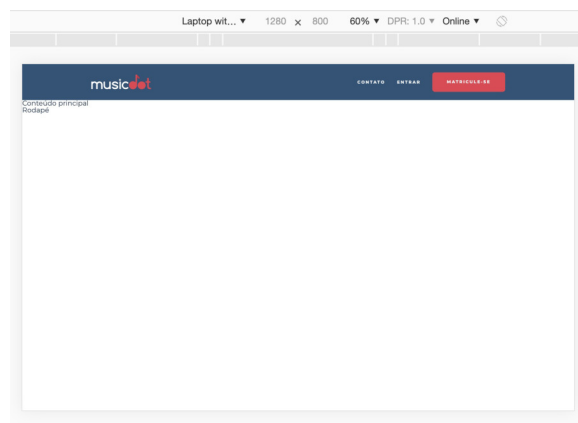 Laptop wit... ▼ 1280 × 800 60% ▼ DPR: 1.0 ▼ Online ▼
musicdot CONTATO ENTRAR MATRICULE-SE
Conteúdo principal
Rodapé